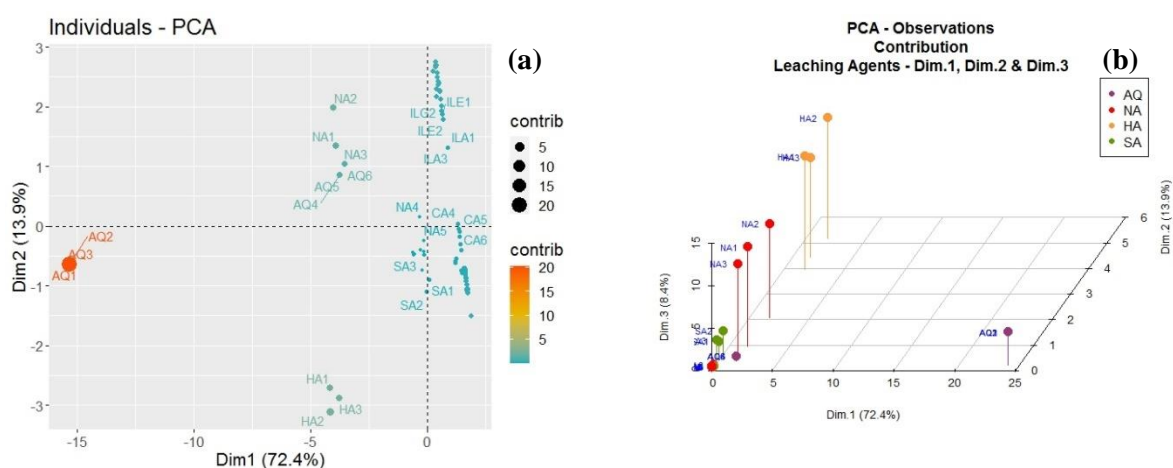 Individuals - PCA
(a)
3
2
1
0
-1
-2
-3
Dim2 (13.9%)
NA2
NA1
NA3
AQ5
AQ6
AQ4
AQ2
AQ3
AQ1
HA1
HA3
HA2
ILE1
ILG2
ILE2
ILA1
ILA3
NA4
CA4
CA5
NA5
CA6
SA3
SA1
SA2
-15
-10
-5
0
Dim1 (72.4%)
contrib
5
10
15
20
contrib
20
15
10
5
PCA - Observations
Contribution
Leaching Agents - Dim.1, Dim.2 & Dim.3
(b)
AQ
NA
HA
SA
HA2
NA2
NA1
NA3
SA2
15
10
5
0
Dim.3 (8.4%)
0
5
10
15
20
25
Dim.1 (72.4%)
0
1
2
3
4
5
6
Dim.2 (13.9%)